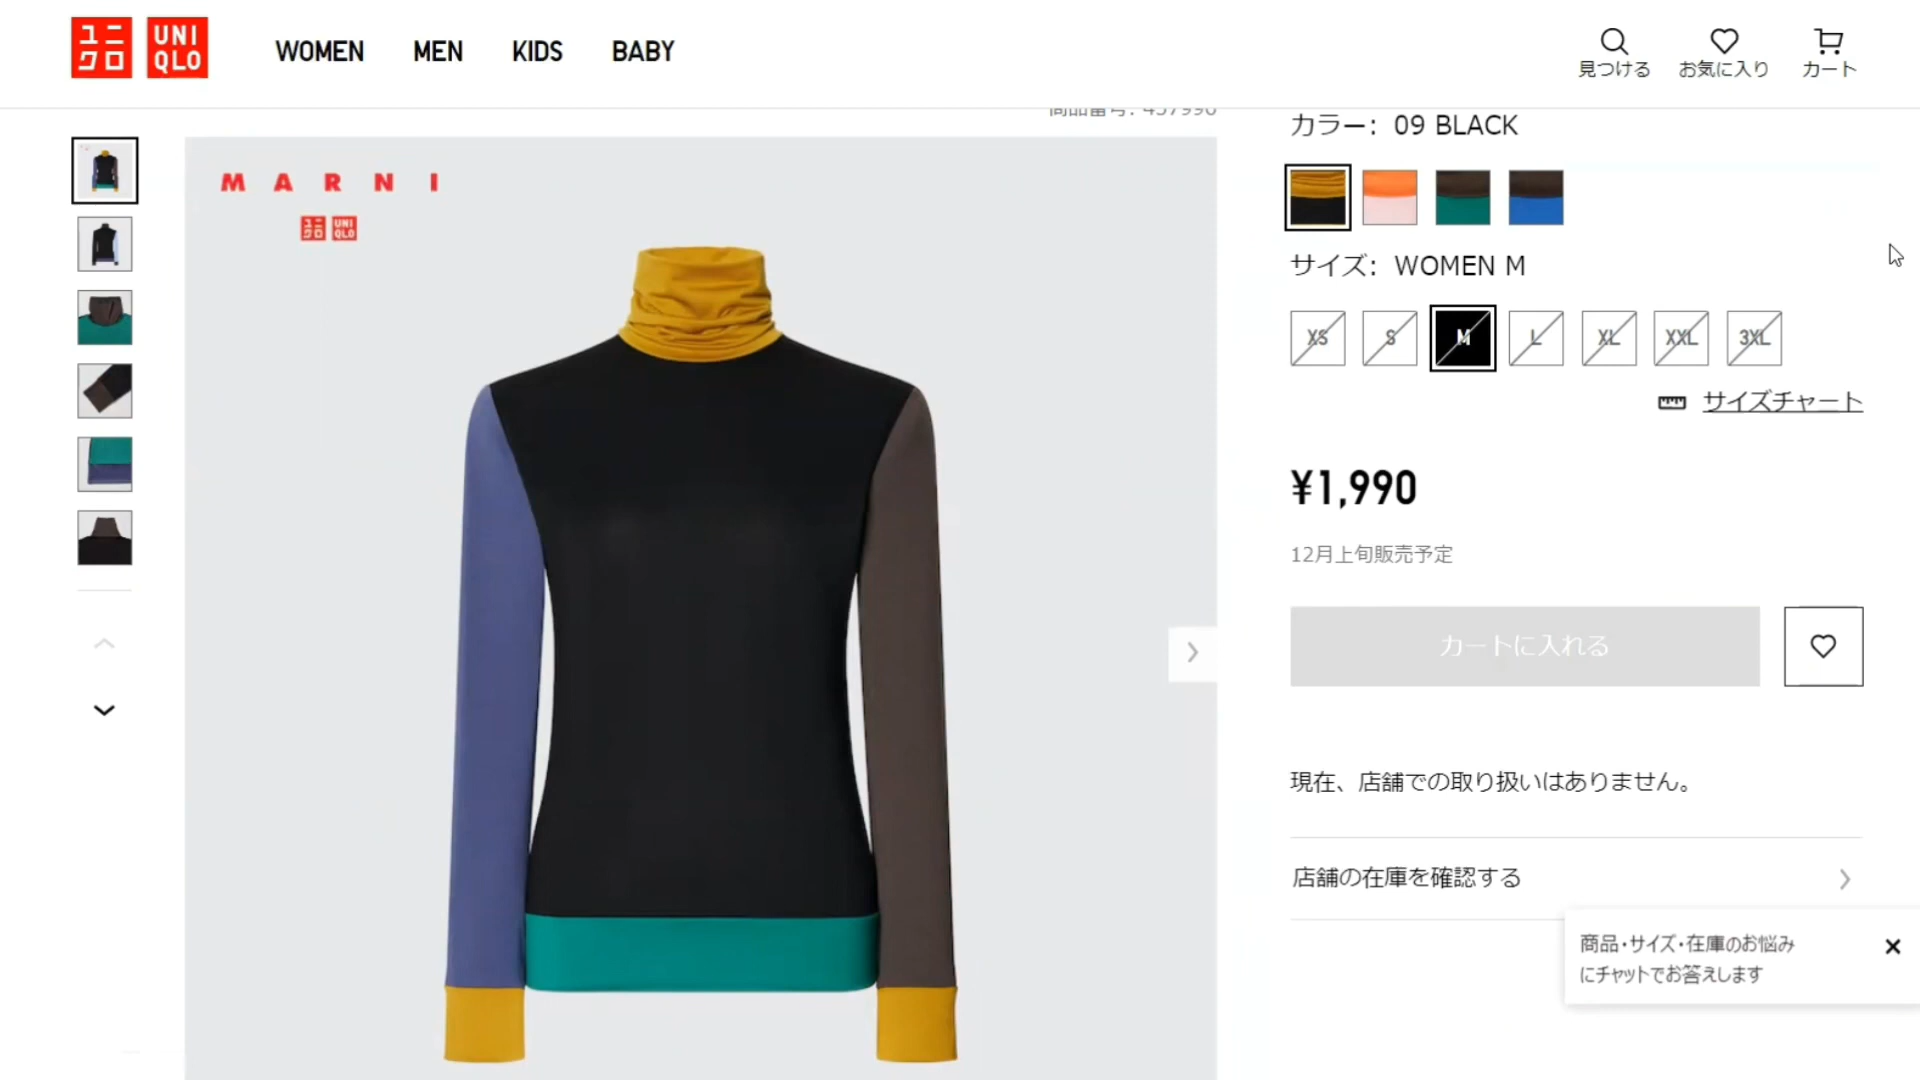 ユニクロ UNIQLO
WOMEN MEN KIDS BABY
見つける お気に入り カート
カラー: 09 BLACK
MARNI
ユニクロ UNIQLO
サイズ: WOMEN M
XS S M L XL XXL 3XL
サイズチャート
¥1,990
12月上旬販売予定
カートに入れる
現在、店舗での取り扱いはありません。
店舗の在庫を確認する
商品・サイズ・在庫のお悩み
にチャットでお答えします